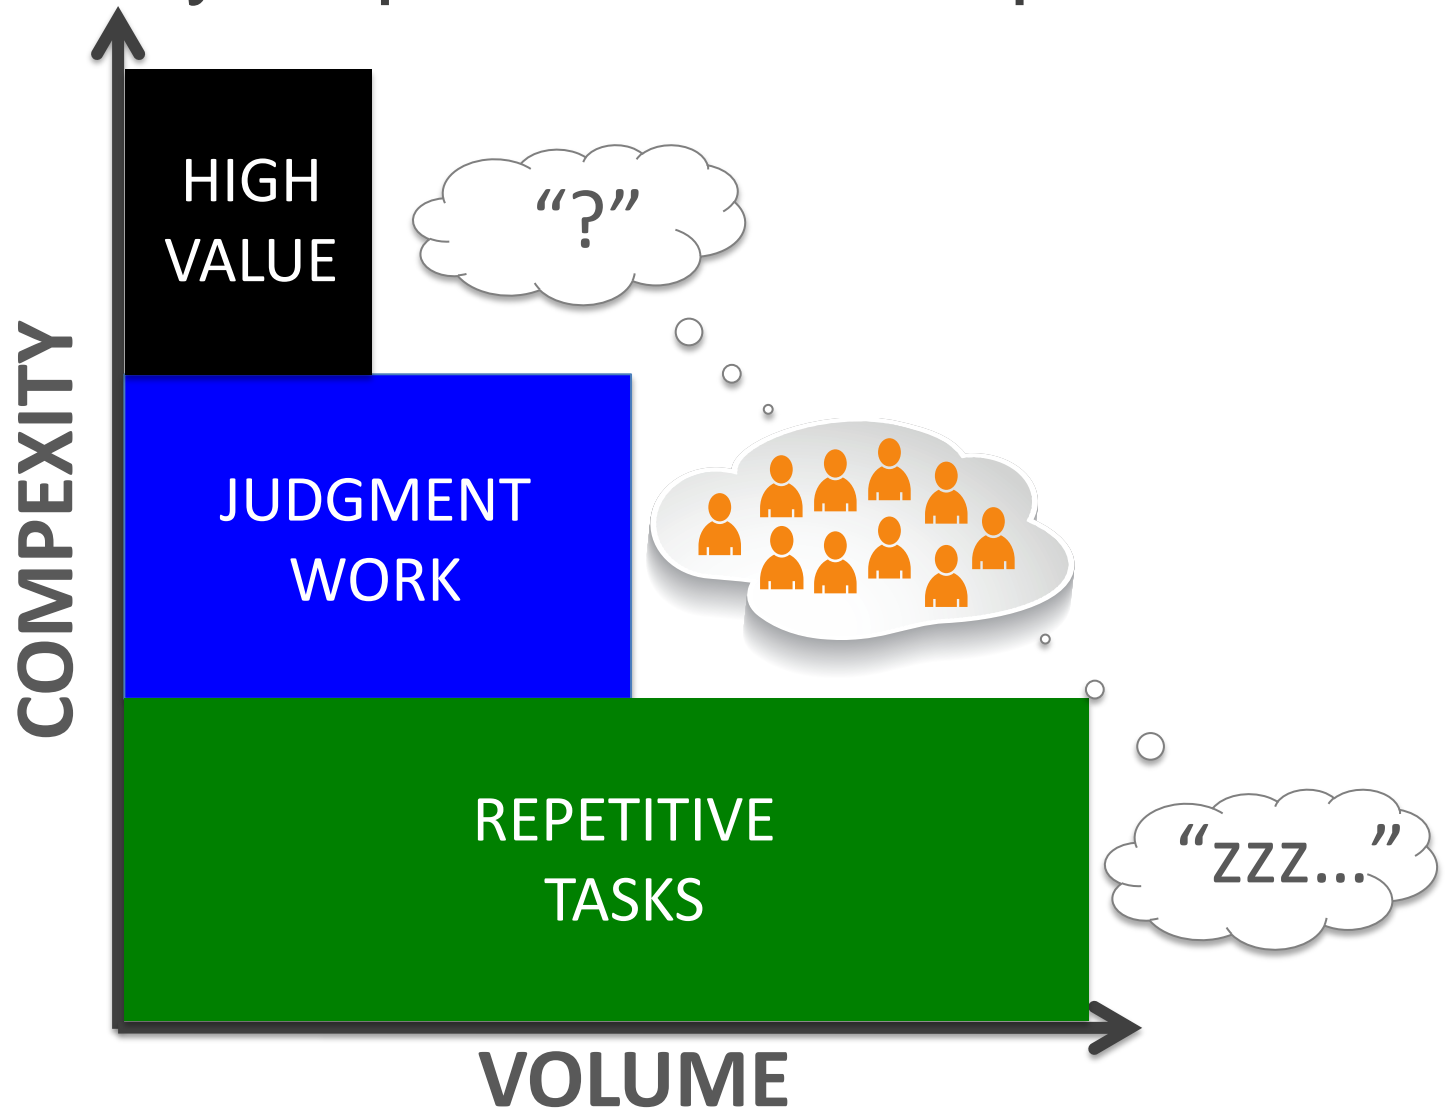 HIGH
VALUE
“?”
COMPEXITY
JUDGMENT
WORK
REPETITIVE
TASKS
“zzz...”
VOLUME